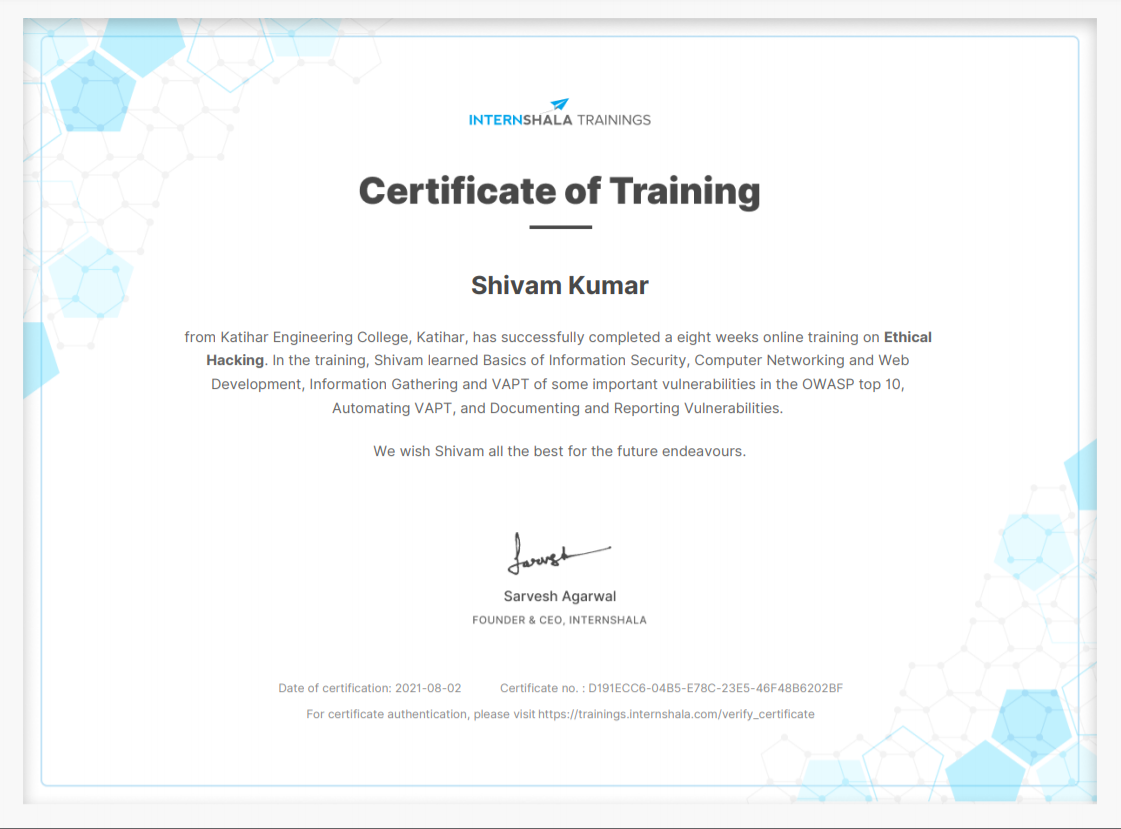 INTERNSHALA TRAININGS
Certificate of Training
Shivam Kumar
from Katihar Engineering College, Katihar, has successfully completed a eight weeks online training on Ethical
Hacking. In the training, Shivam learned Basics of Information Security, Computer Networking and Web
Development, Information Gathering and VAPT of some important vulnerabilities in the OWASP top 10,
Automating VAPT, and Documenting and Reporting Vulnerabilities.
We wish Shivam all the best for the future endeavours.
Sarvesh
Sarvesh Agarwal
FOUNDER & CEO, INTERNSHALA
Date of certification: 2021-08-02 Certificate no. : D191ECC6-04B5-E78C-23E5-46F48B6202BF
For certificate authentication, please visit https://trainings.internshala.com/verify_certificate